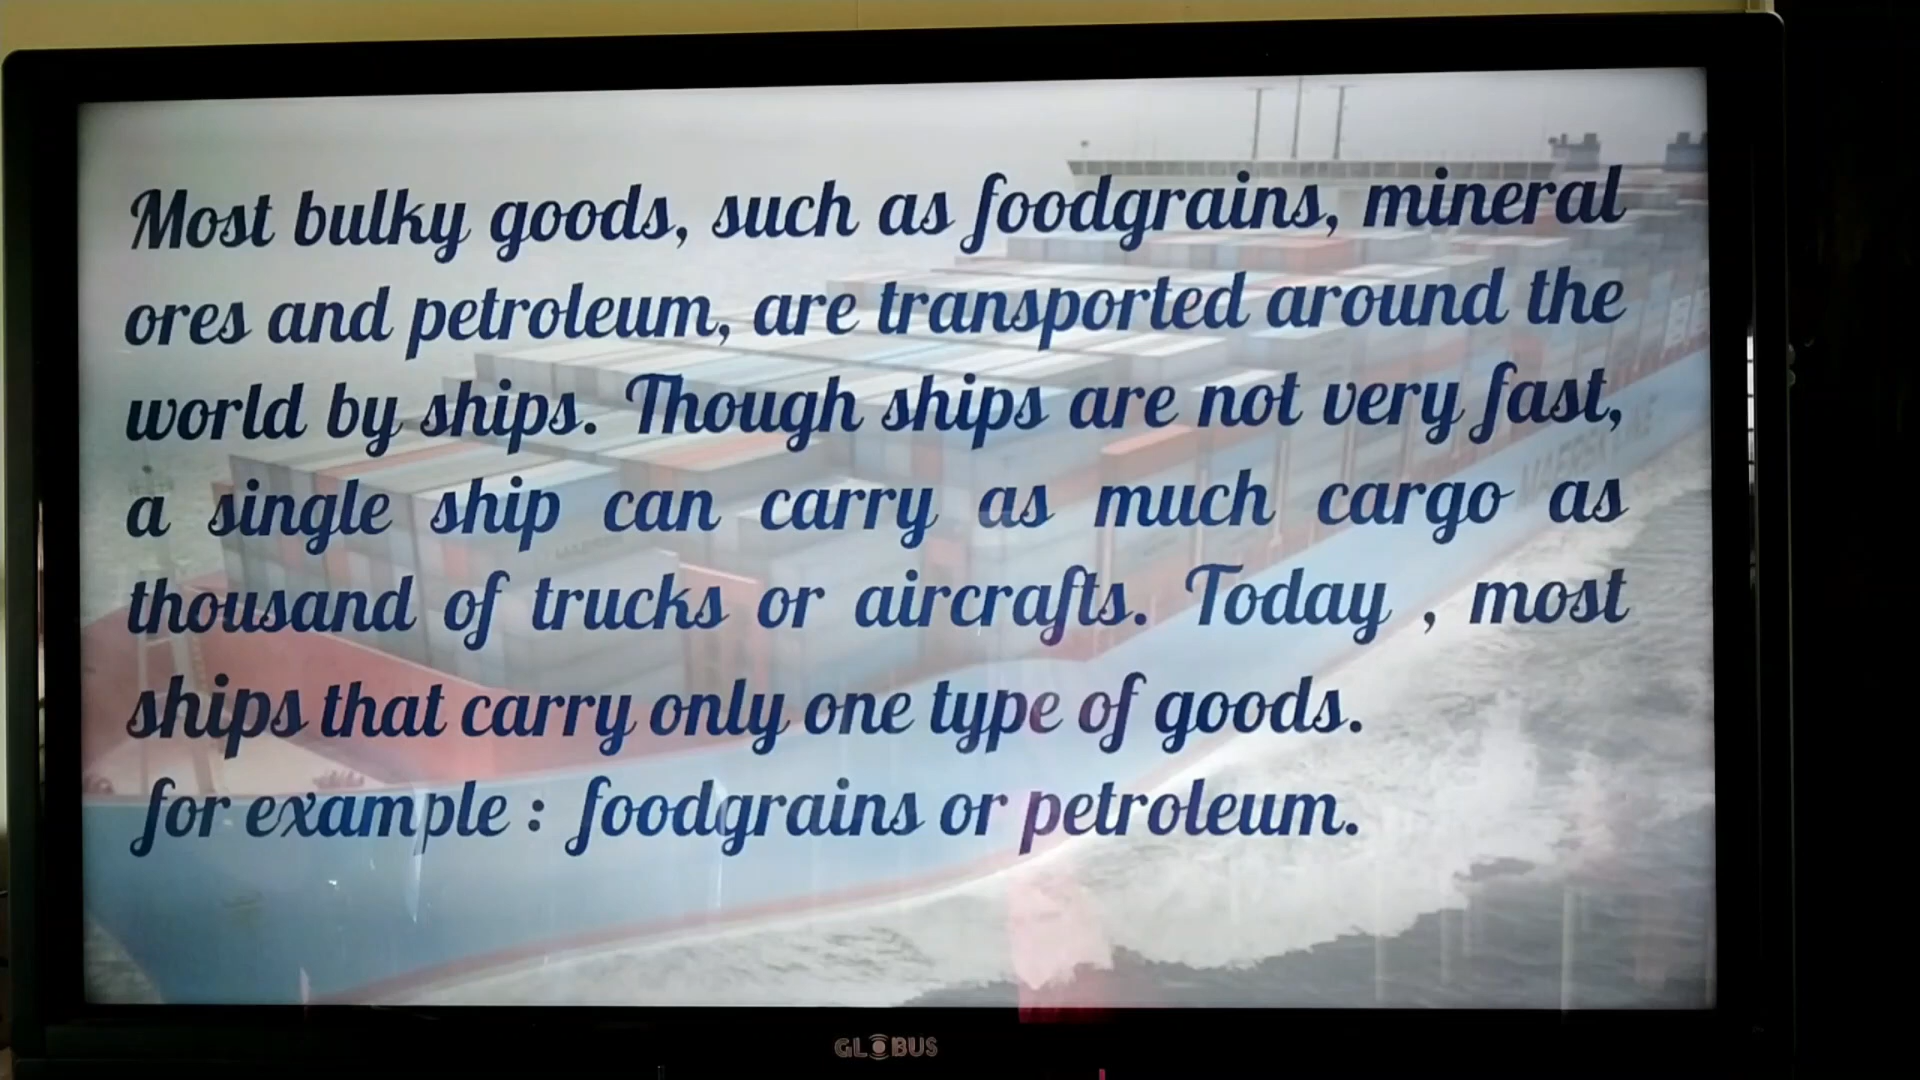 Most bulky goods, such as foodgrains, mineral
ores and petroleum, are transported around the
world by ships. Though ships are not very fast,
a single ship can carry as much cargo as
thousand of trucks or aircrafts. Today , most
ships that carry only one type of goods.
for example : foodgrains or petroleum.
MAERSK LINE
GLOBUS